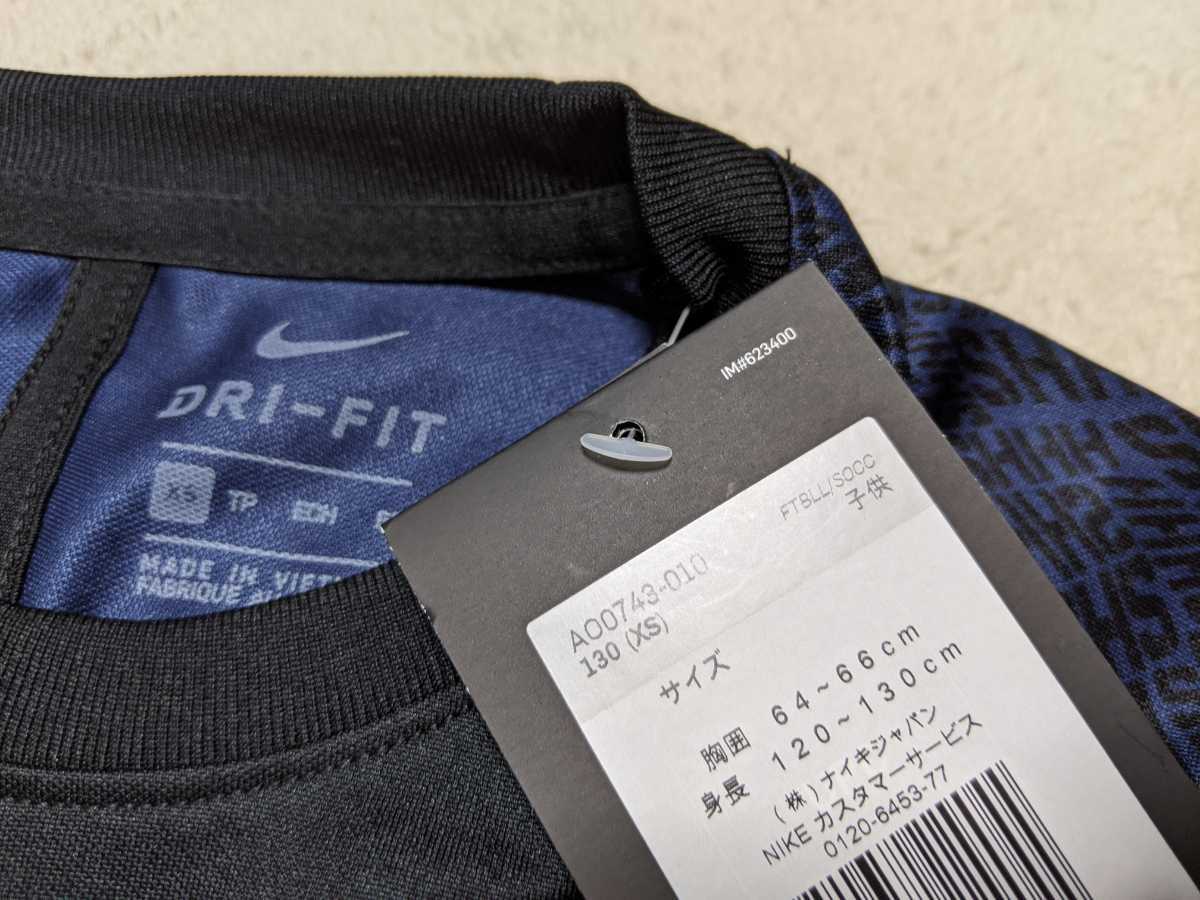 DRI-FIT
XS TP EDH
MADE IN VIET
FABRIQUE AU
IM#623400
FTBLL/SOCC
子供
AO0743-010
130 (XS)
サイズ
胸囲 64~66cm
身長 120~130cm
(株)ナイキジャパン
NIKE カスタマーサービス
0120-6453-77